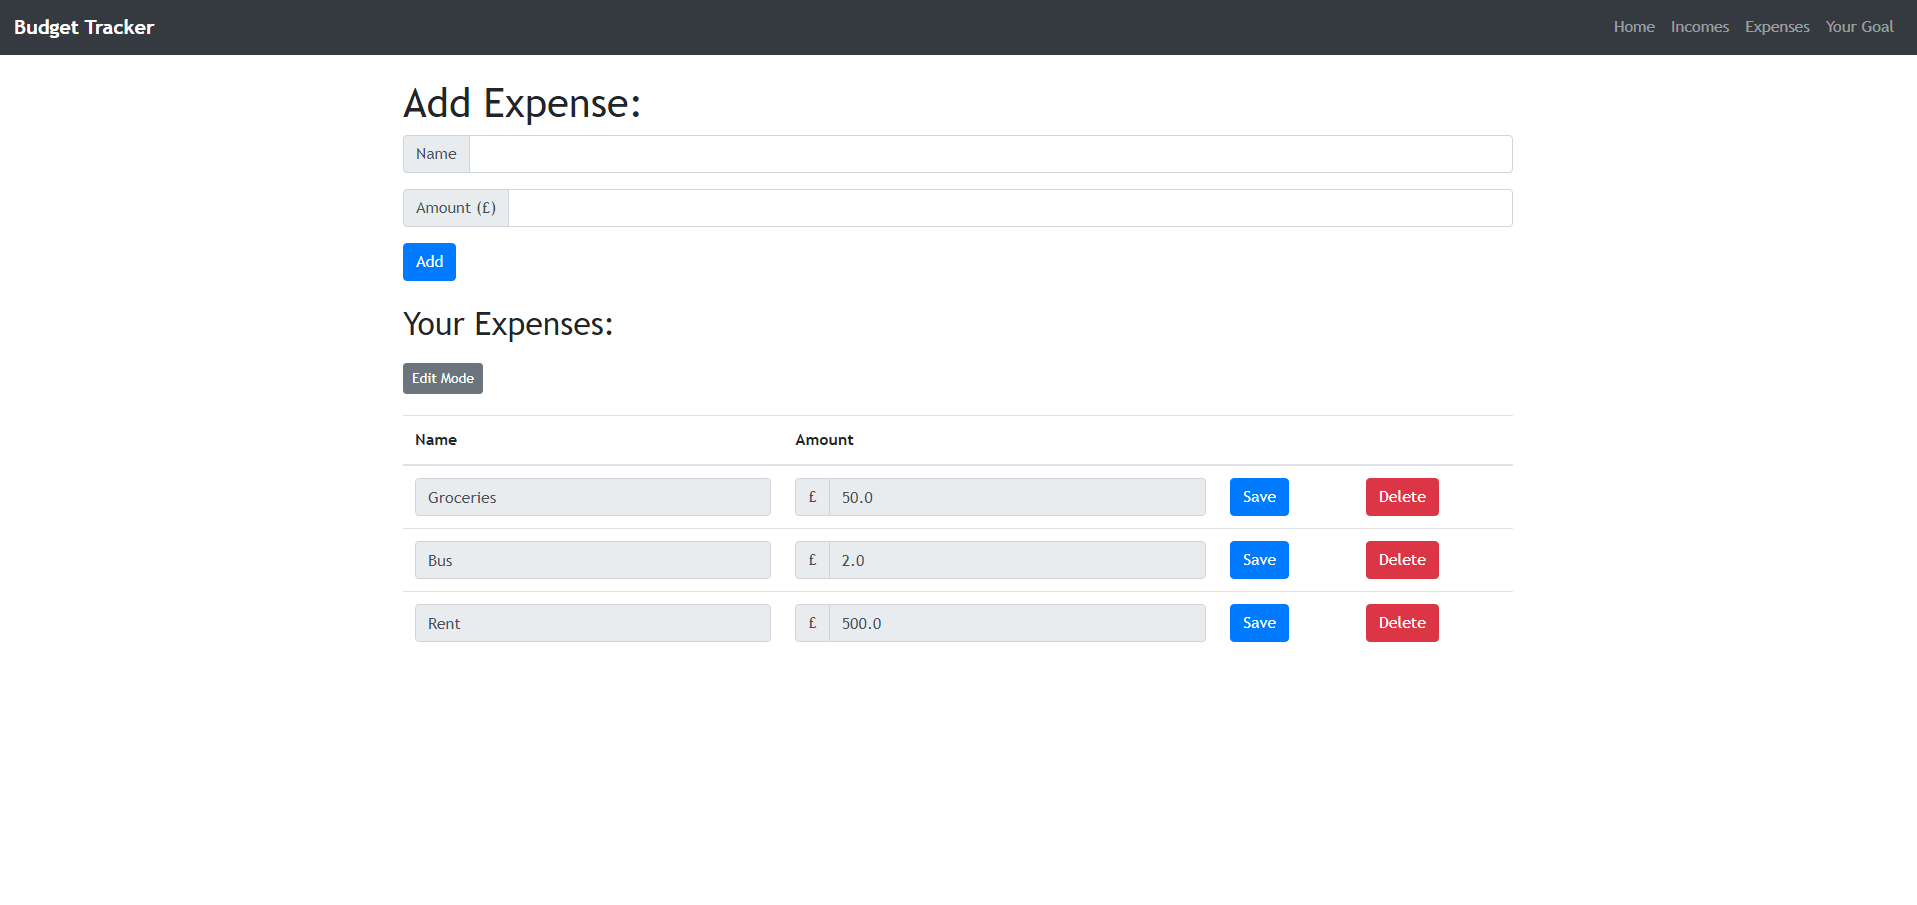 Budget Tracker Home Incomes Expenses Your Goal
Add Expense:
Name
Amount (£)
Add
Your Expenses:
Edit Mode
Name Amount
Groceries £ 50.0 Save Delete
Bus £ 2.0 Save Delete
Rent £ 500.0 Save Delete